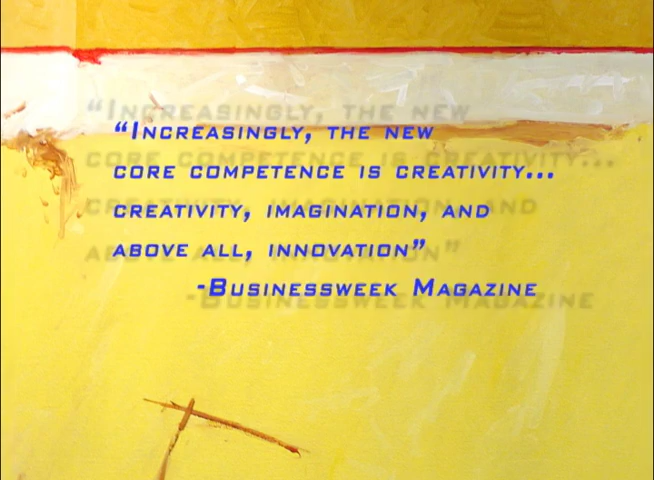 “Increasingly, the new
core competence is creativity...
creativity, imagination, and
above all, innovation”
-Businessweek Magazine